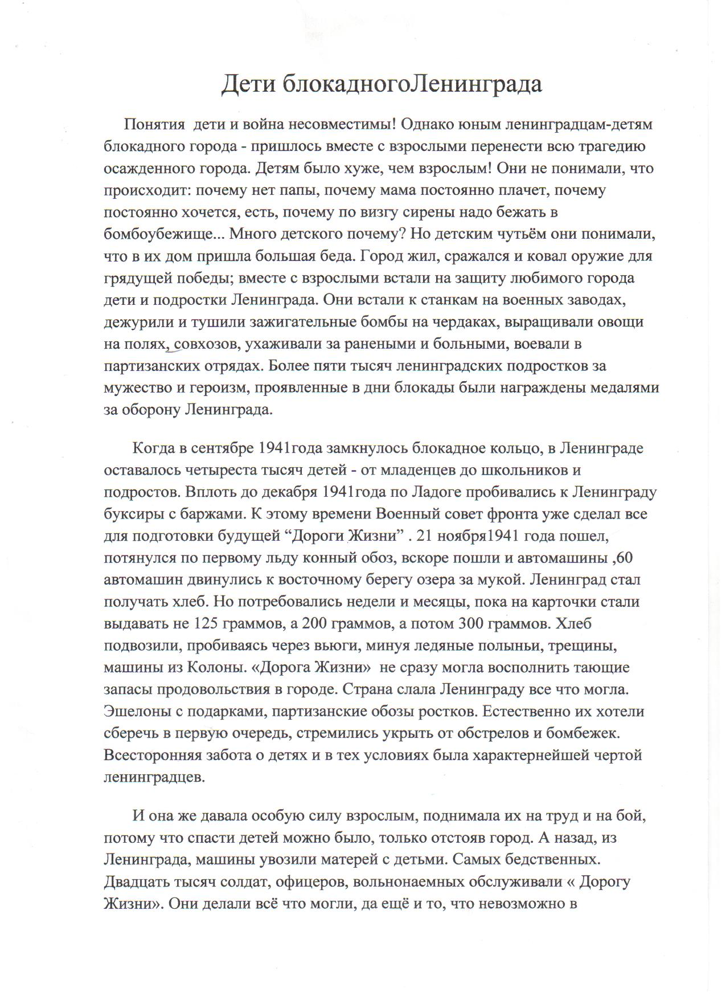 Дети блокадногоЛенинграда
Понятия  дети и война несовместимы! Однако юным ленинградцам-детям
блокадного города - пришлось вместе с взрослыми перенести всю трагедию
осажденного города. Детям было хуже, чем взрослым! Они не понимали, что
происходит: почему нет папы, почему мама постоянно плачет, почему
постоянно хочется, есть, почему по визгу сирены надо бежать в
бомбоубежище... Много детского почему? Но детским чутьём они понимали,
что в их дом пришла большая беда. Город жил, сражался и ковал оружие для
грядущей победы; вместе с взрослыми встали на защиту любимого города
дети и подростки Ленинграда. Они встали к станкам на военных заводах,
дежурили и тушили зажигательные бомбы на чердаках, выращивали овощи
на полях, совхозов, ухаживали за ранеными и больными, воевали в
партизанских отрядах. Более пяти тысяч ленинградских подростков за
мужество и героизм, проявленные в дни блокады были награждены медалями
за оборону Ленинграда.
Когда в сентябре 1941года замкнулось блокадное кольцо, в Ленинграде
оставалось четыреста тысяч детей - от младенцев до школьников и
подростов. Вплоть до декабря 1941года по Ладоге пробивались к Ленинграду
буксиры с баржами. К этому времени Военный совет фронта уже сделал все
для подготовки будущей “Дороги Жизни” . 21 ноября1941 года пошел,
потянулся по первому льду конный обоз, вскоре пошли и автомашины ,60
автомашин двинулись к восточному берегу озера за мукой. Ленинград стал
получать хлеб. Но потребовались недели и месяцы, пока на карточки стали
выдавать не 125 граммов, а 200 граммов, а потом 300 граммов. Хлеб
подвозили, пробиваясь через вьюги, минуя ледяные полыньи, трещины,
машины из Колоны. «Дорога Жизни»  не сразу могла восполнить тающие
запасы продовольствия в городе. Страна слала Ленинграду все что могла.
Эшелоны с подарками, партизанские обозы ростков. Естественно их хотели
сберечь в первую очередь, стремились укрыть от обстрелов и бомбежек.
Всесторонняя забота о детях и в тех условиях была характернейшей чертой
ленинградцев.
И она же давала особую силу взрослым, поднимала их на труд и на бой,
потому что спасти детей можно было, только отстояв город. А назад, из
Ленинграда, машины увозили матерей с детьми. Самых бедственных.
Двадцать тысяч солдат, офицеров, вольнонаемных обслуживали « Дорогу
Жизни». Они делали всё что могли, да ещё и то, что невозможно в